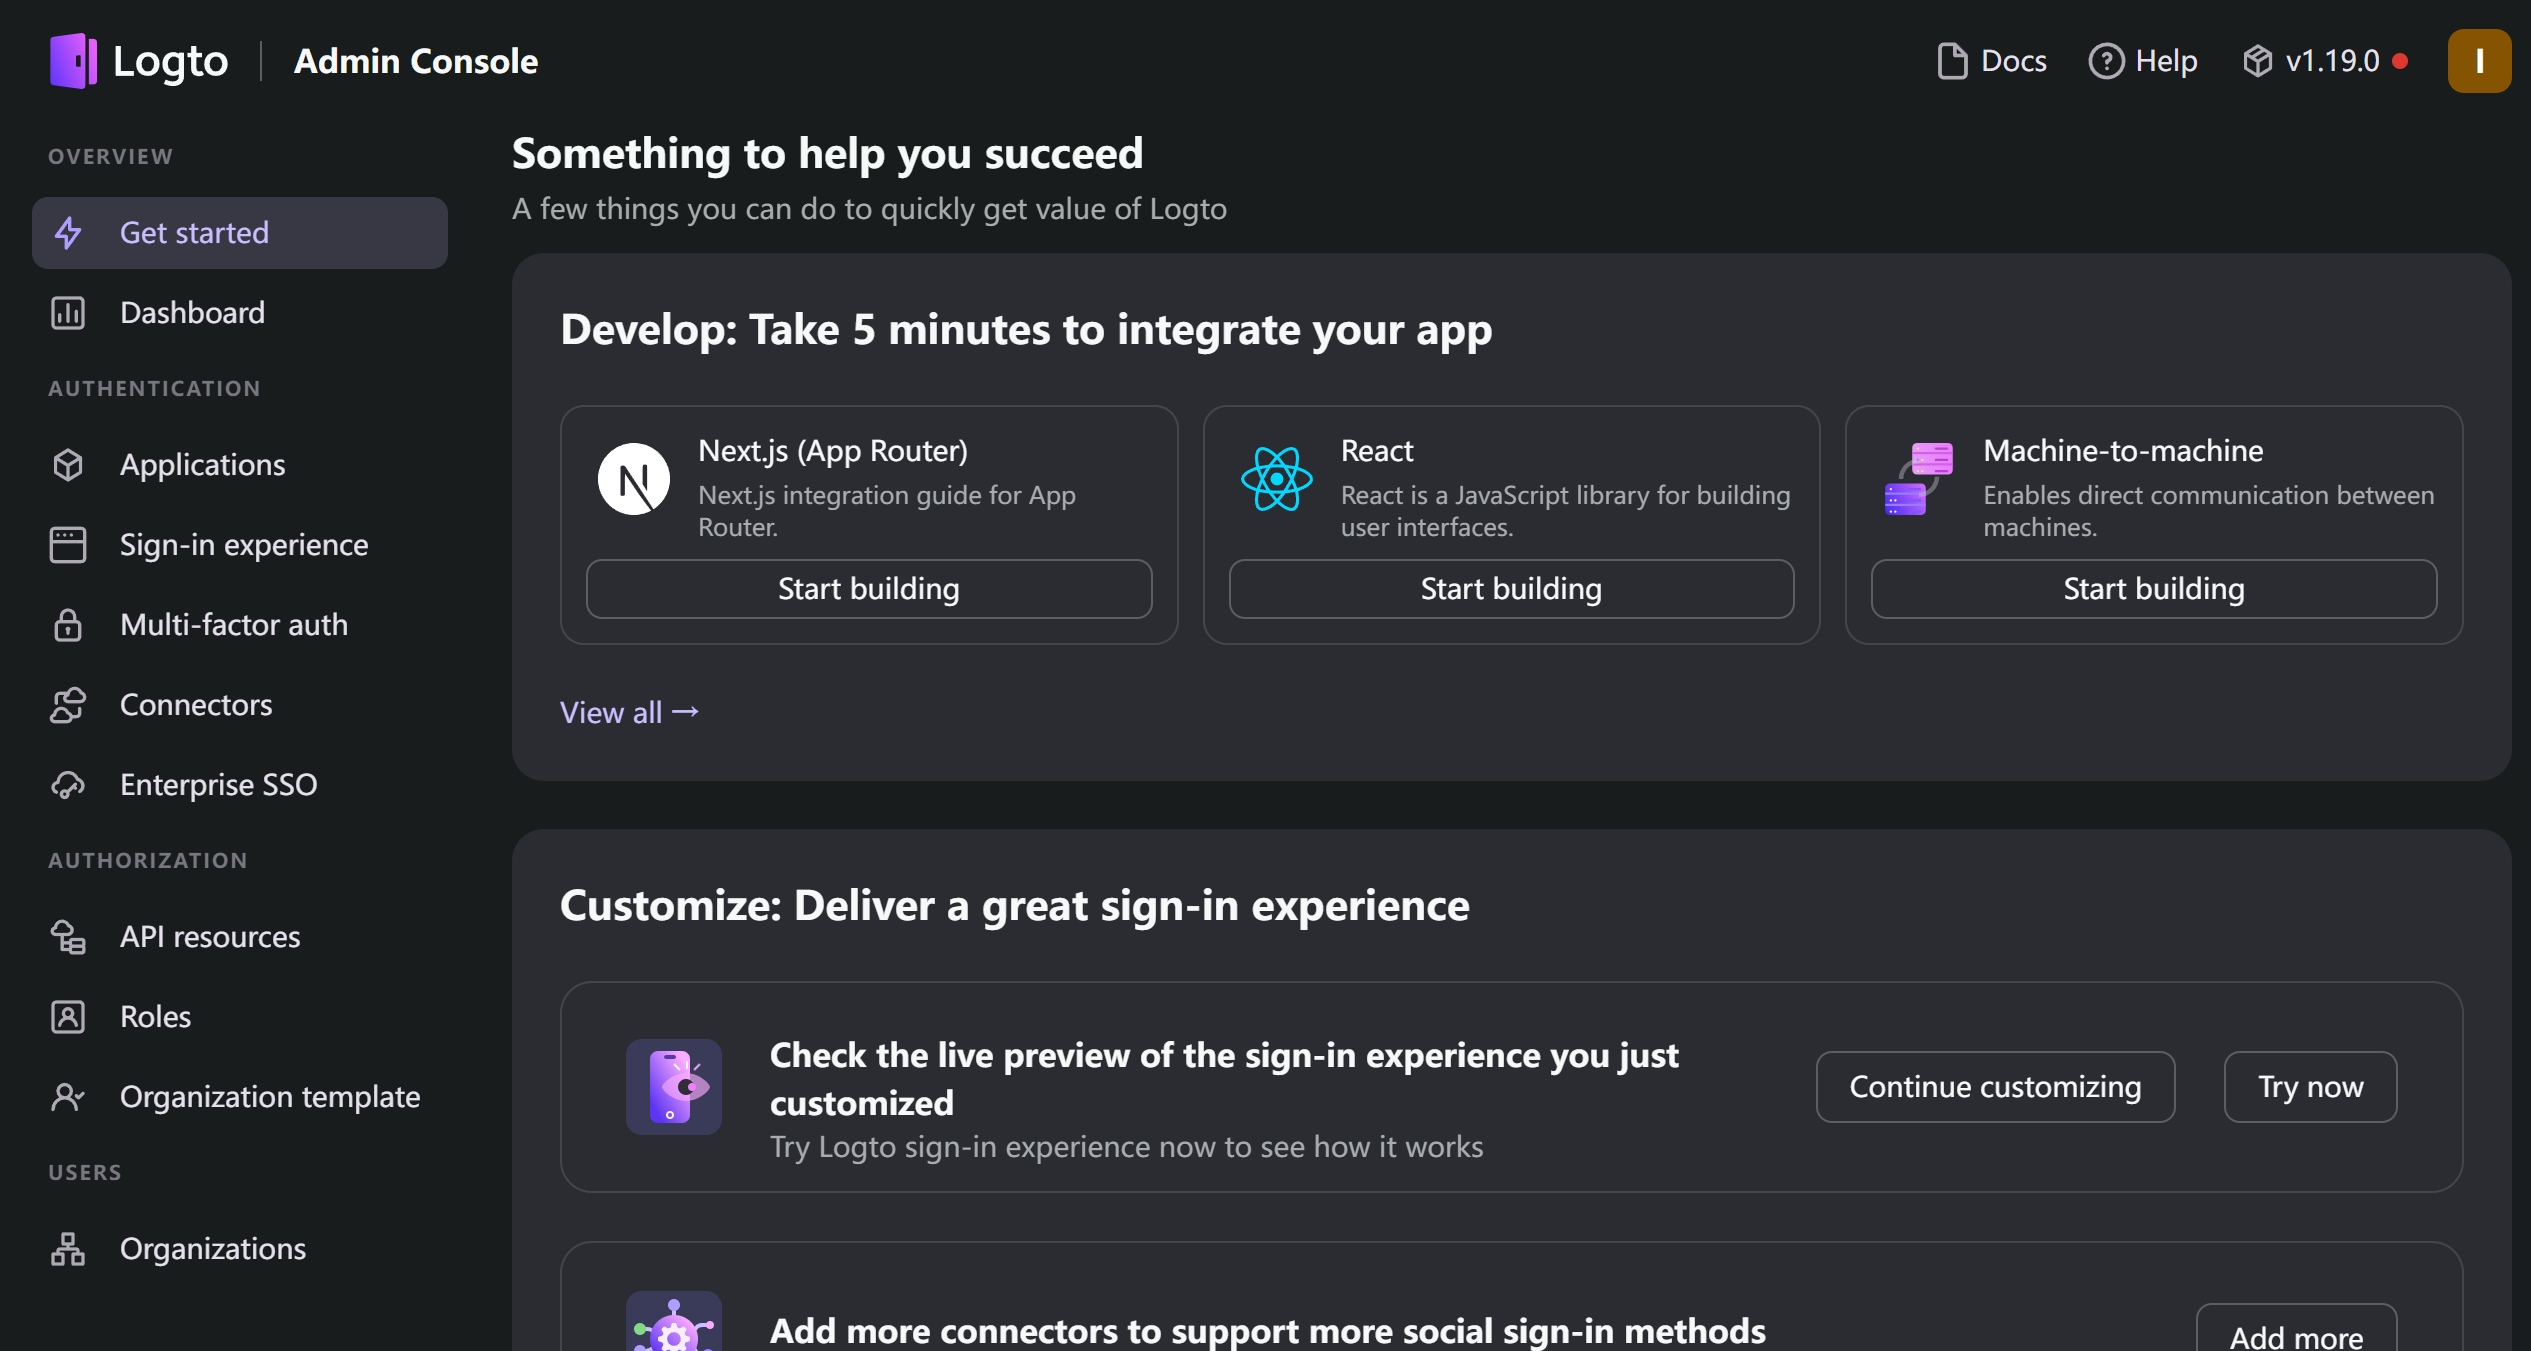 Logto
Admin Console
Docs
Help
v1.19.0
I
OVERVIEW
Get started
Dashboard
AUTHENTICATION
Applications
Sign-in experience
Multi-factor auth
Connectors
Enterprise SSO
AUTHORIZATION
API resources
Roles
Organization template
USERS
Organizations
Something to help you succeed
A few things you can do to quickly get value of Logto
Develop: Take 5 minutes to integrate your app
Next.js (App Router)
Next.js integration guide for App
Router.
Start building
React
React is a JavaScript library for building
user interfaces.
Start building
Machine-to-machine
Enables direct communication between
machines.
Start building
View all →
Customize: Deliver a great sign-in experience
Check the live preview of the sign-in experience you just
customized
Try Logto sign-in experience now to see how it works
Continue customizing
Try now
Add more connectors to support more social sign-in methods
Add more